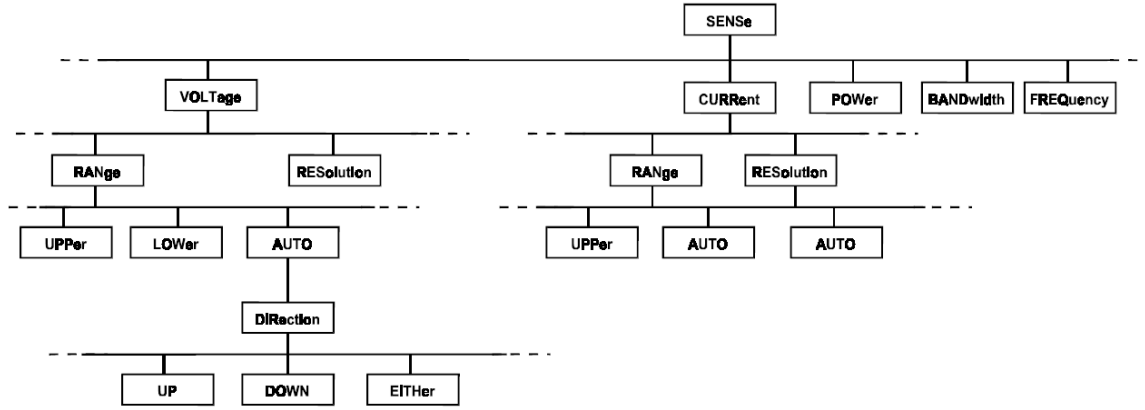 SENSe
VOLTage
CURRent
POWer
BANDwidth
FREQuency
RANge
RESolution
RANge
RESolution
UPPer
LOWer
AUTO
UPPer
AUTO
AUTO
DIRection
UP
DOWN
EITHer